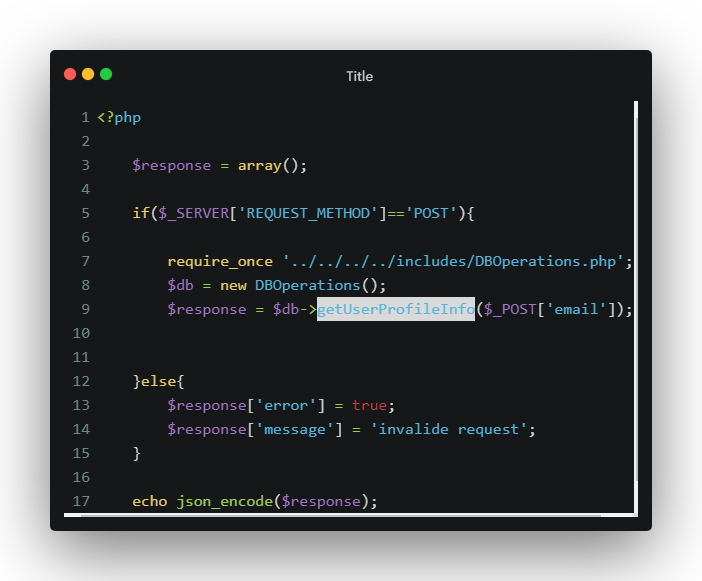 Title
1 <?php
2
3 $response = array();
4
5 if($_SERVER['REQUEST_METHOD']=='POST'){
6
7 require_once '../../../../includes/DBOperations.php';
8 $db = new DBOperations();
9 $response = $db->getUserProfileInfo($_POST['email']);
10
11
12 }else{
13 $response['error'] = true;
14 $response['message'] = 'invalide request';
15 }
16
17 echo json_encode($response);